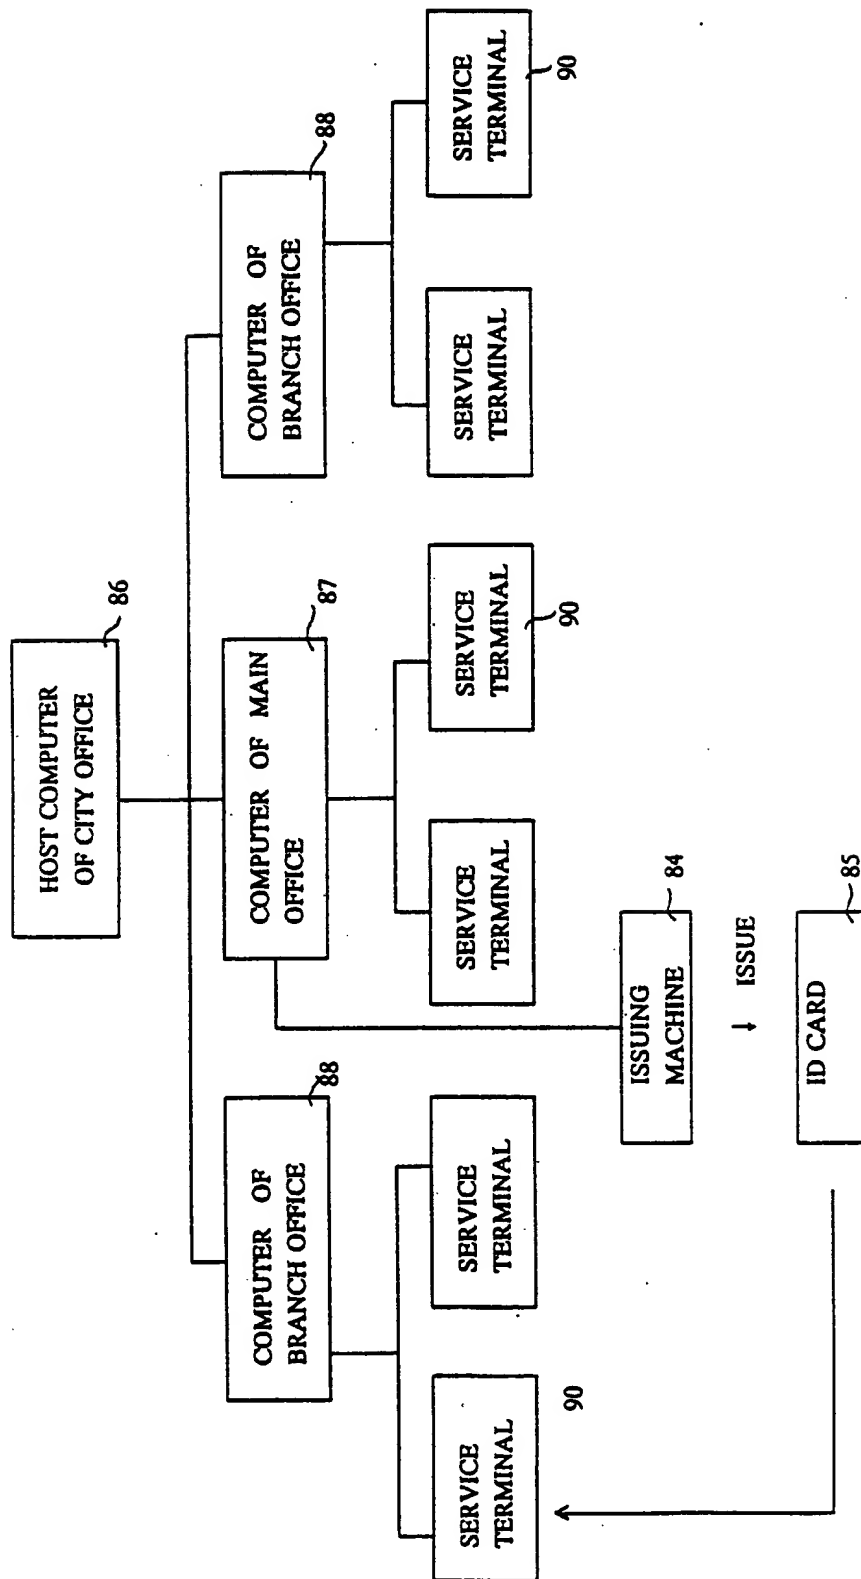 HOST COMPUTER
OF CITY OFFICE
86
COMPUTER OF
BRANCH OFFICE
88
COMPUTER OF MAIN
OFFICE
87
COMPUTER OF
BRANCH OFFICE
88
SERVICE
TERMINAL
90
SERVICE
TERMINAL
SERVICE
TERMINAL
SERVICE
TERMINAL
90
SERVICE
TERMINAL
SERVICE
TERMINAL
90
ISSUING
MACHINE
84
ISSUE
ID CARD
85